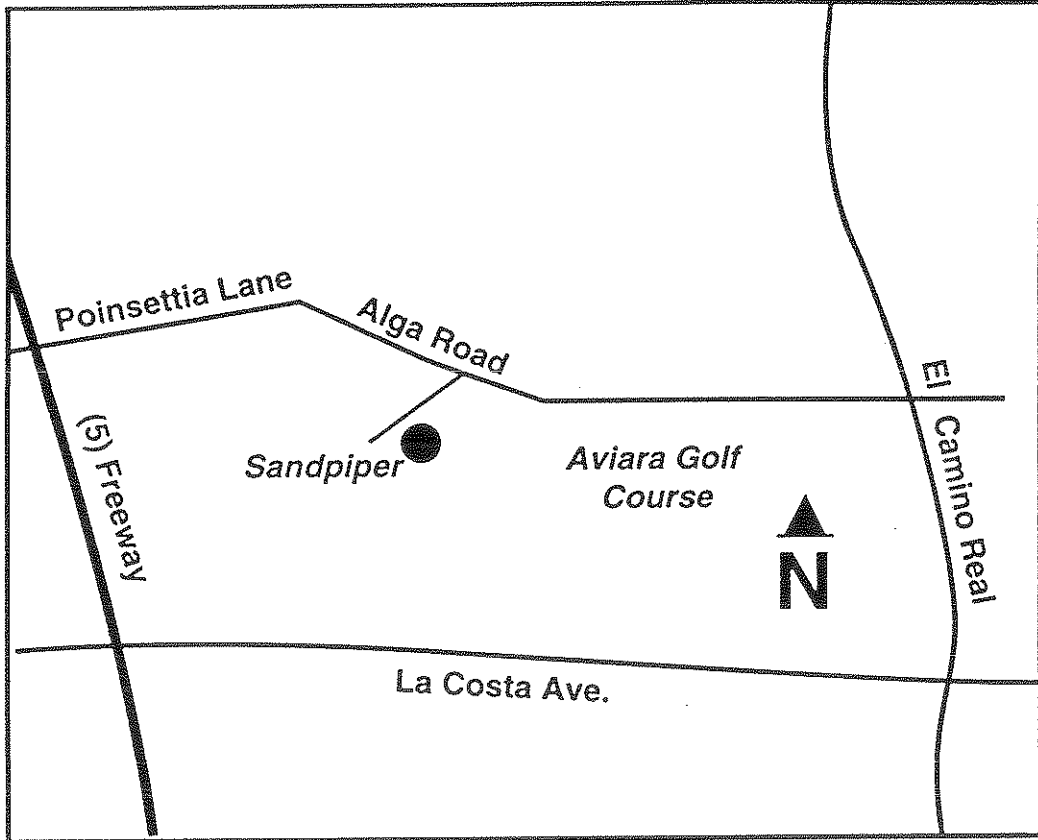 Poinsettia Lane
Alga Road
El Camino Real
(5) Freeway
Sandpiper
Aviara Golf
Course
N
La Costa Ave.